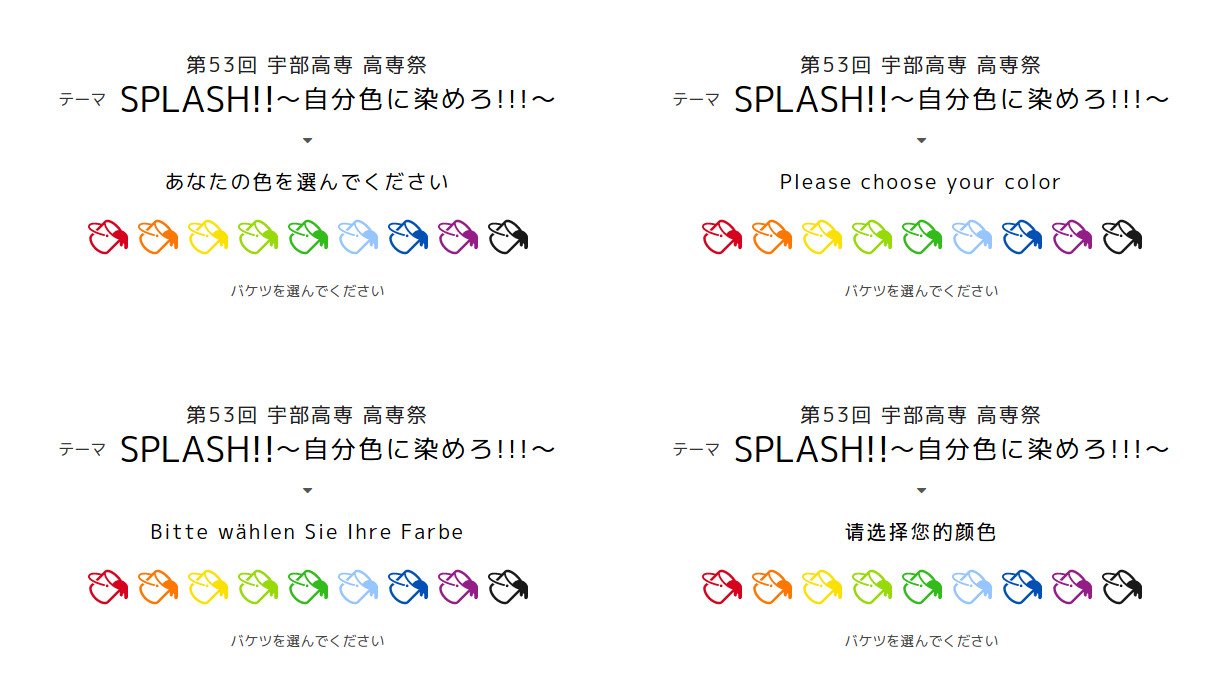 第53回 宇部高専 高専祭
テーマ SPLASH!!～自分色に染めろ!!!～
あなたの色を選んでください
バケツを選んでください
第53回 宇部高専 高専祭
テーマ SPLASH!!～自分色に染めろ!!!～
Please choose your color
バケツを選んでください
第53回 宇部高専 高専祭
テーマ SPLASH!!～自分色に染めろ!!!～
Bitte wählen Sie Ihre Farbe
バケツを選んでください
第53回 宇部高専 高専祭
テーマ SPLASH!!～自分色に染めろ!!!～
请选择您的颜色
バケツを選んでください